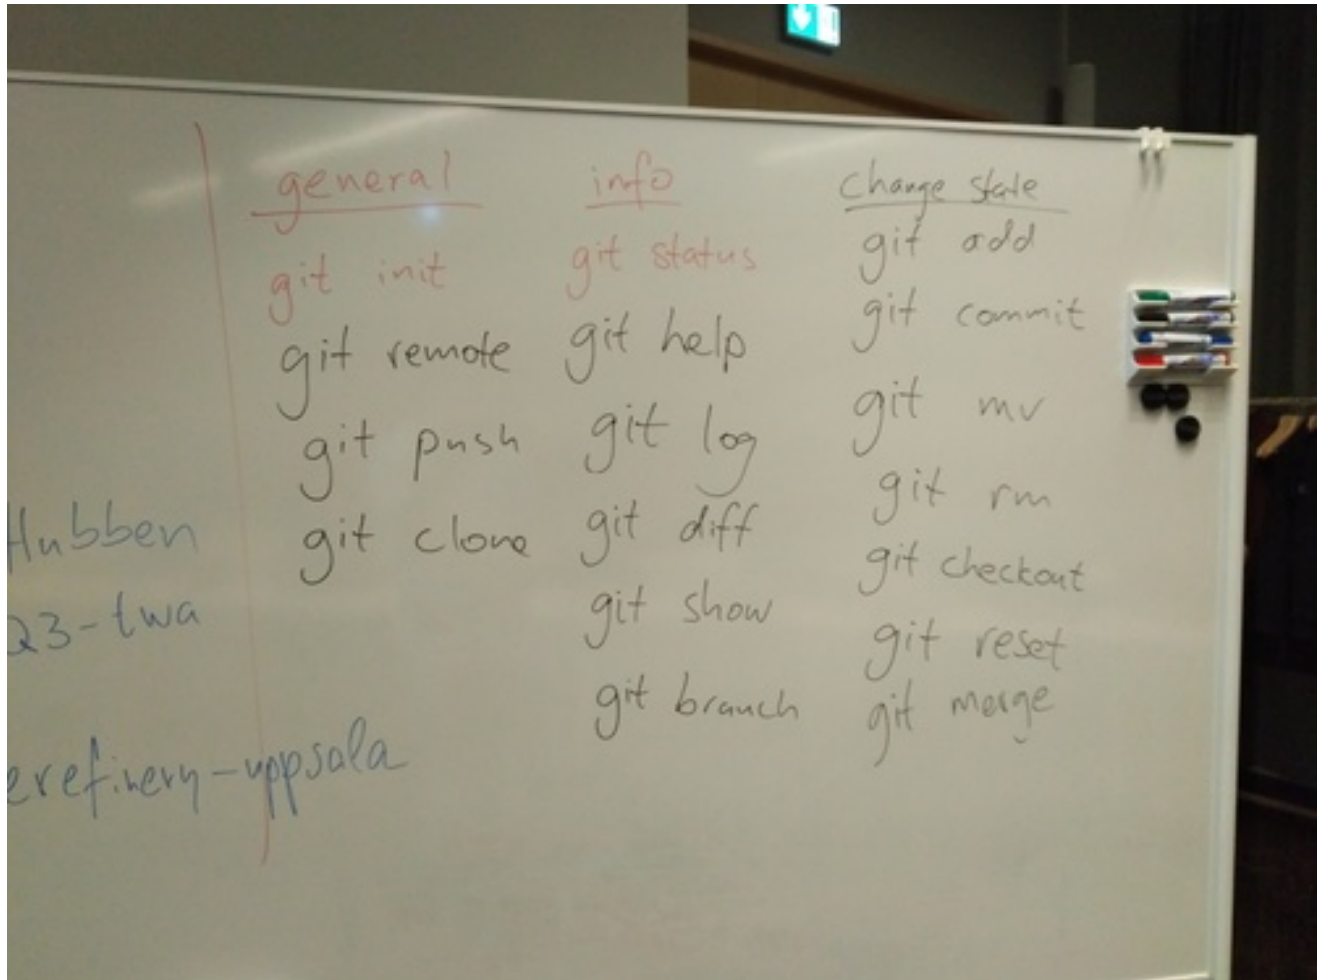 general
git init
git remote
git push
git clone
info
git status
git help
git log
git diff
git show
git branch
change state
git add
git commit
git mv
git rm
git checkout
git reset
git merge
Hubben
23-twa
erefinery-uppsala